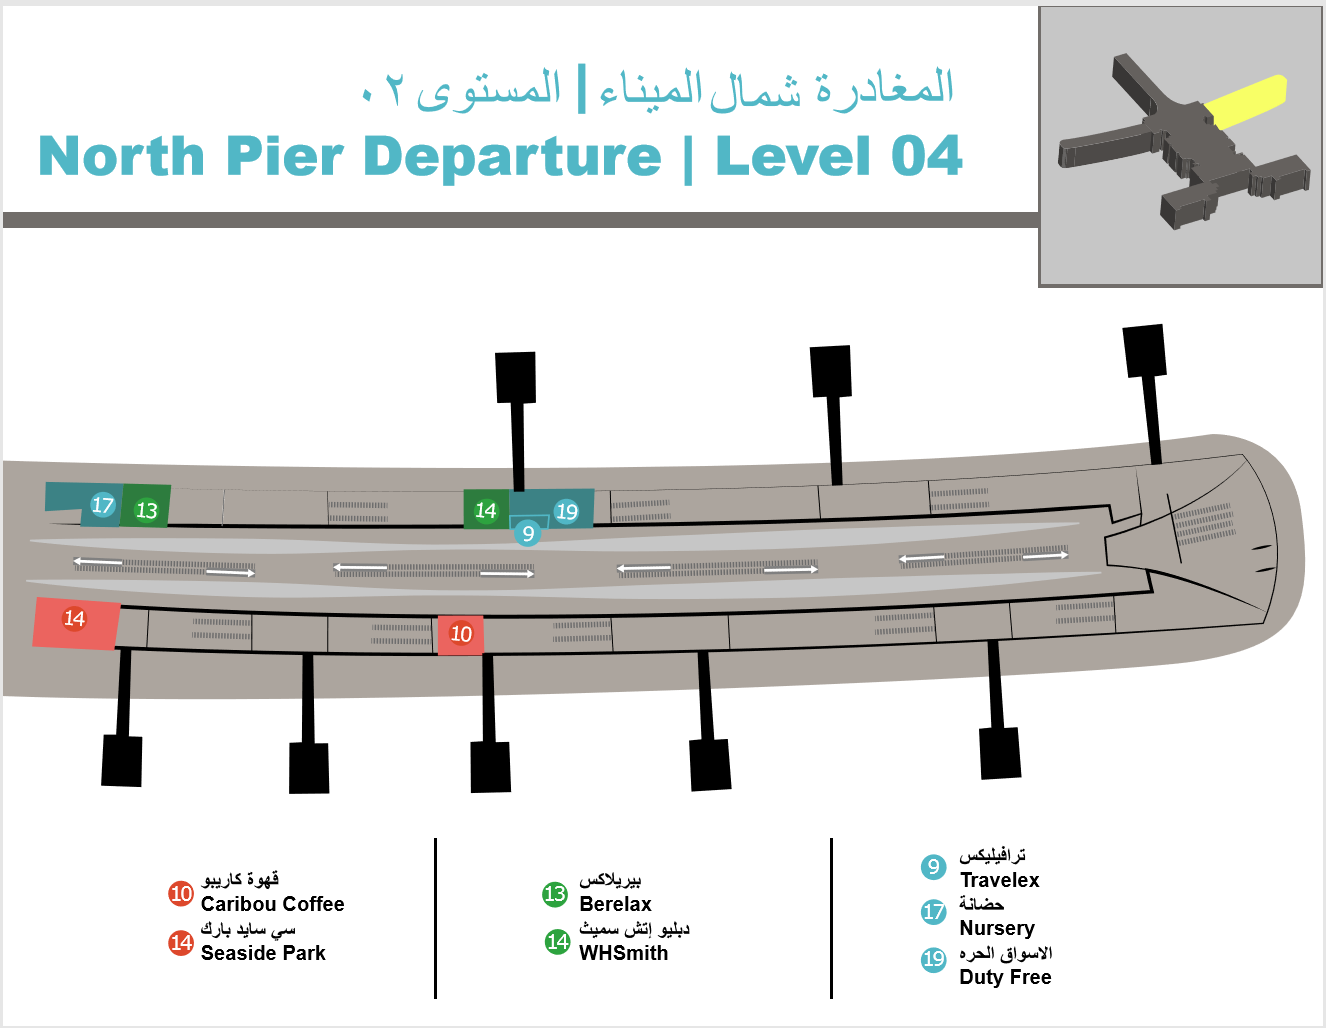 المغادرة شمال الميناء | المستوى ٠٢
North Pier Departure | Level 04
17
13
14
19
9
14
10
10
قهوة كاريبو
Caribou Coffee
14
سي سايد بارك
Seaside Park
13
بيريلاكس
Berelax
14
دبليو إتش سميث
WHSmith
9
ترافيليكس
Travelex
17
حضانة
Nursery
19
الاسواق الحره
Duty Free